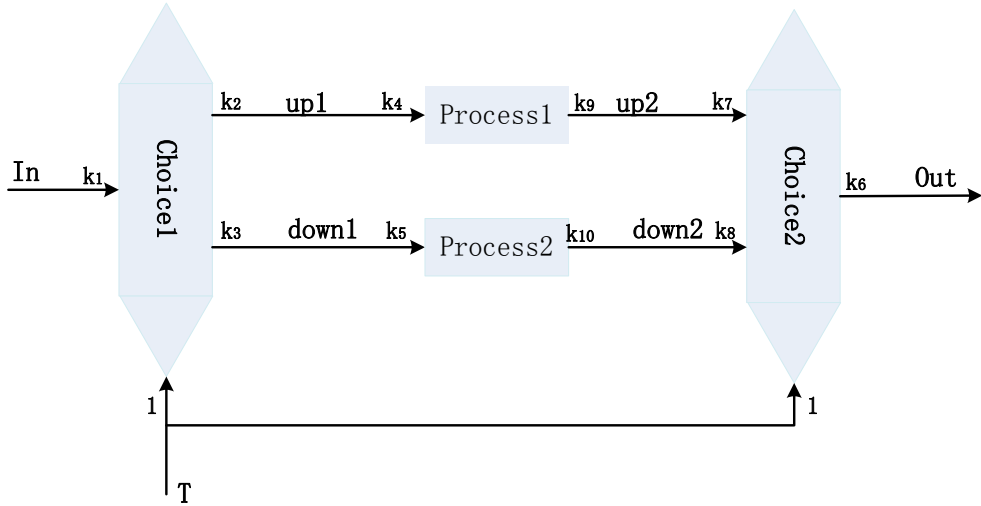 k2 up1 k4 Process1 k9 up2 k7
In k1 Choice1 Choice2 k6 Out
k3 down1 k5 Process2 k10 down2 k8
1 1
T